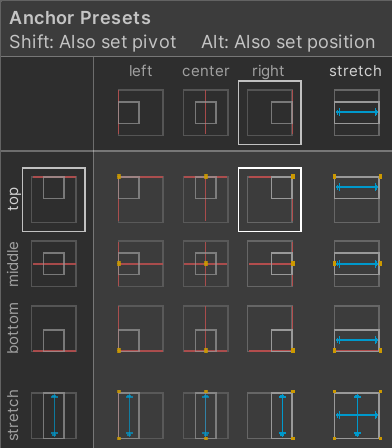 Anchor Presets
Shift: Also set pivot Alt: Also set position
left center right stretch
top
middle
bottom
stretch